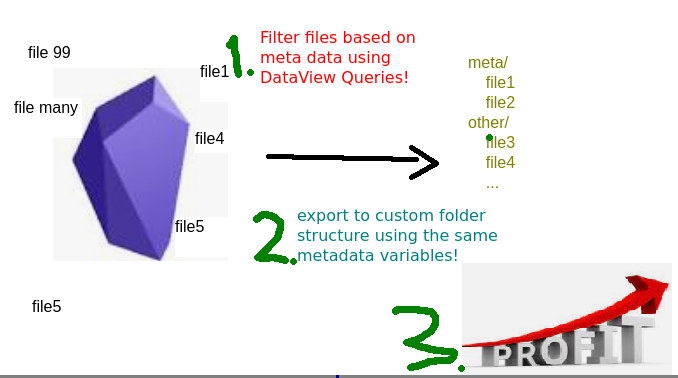 file 99
file many
file1
file4
file5
file5
1.
Filter files based on
meta data using
DataView Queries!
meta/
file1
file2
other/
file3
file4
...
2.
export to custom folder
structure using the same
metadata variables!
3.
PROFIT